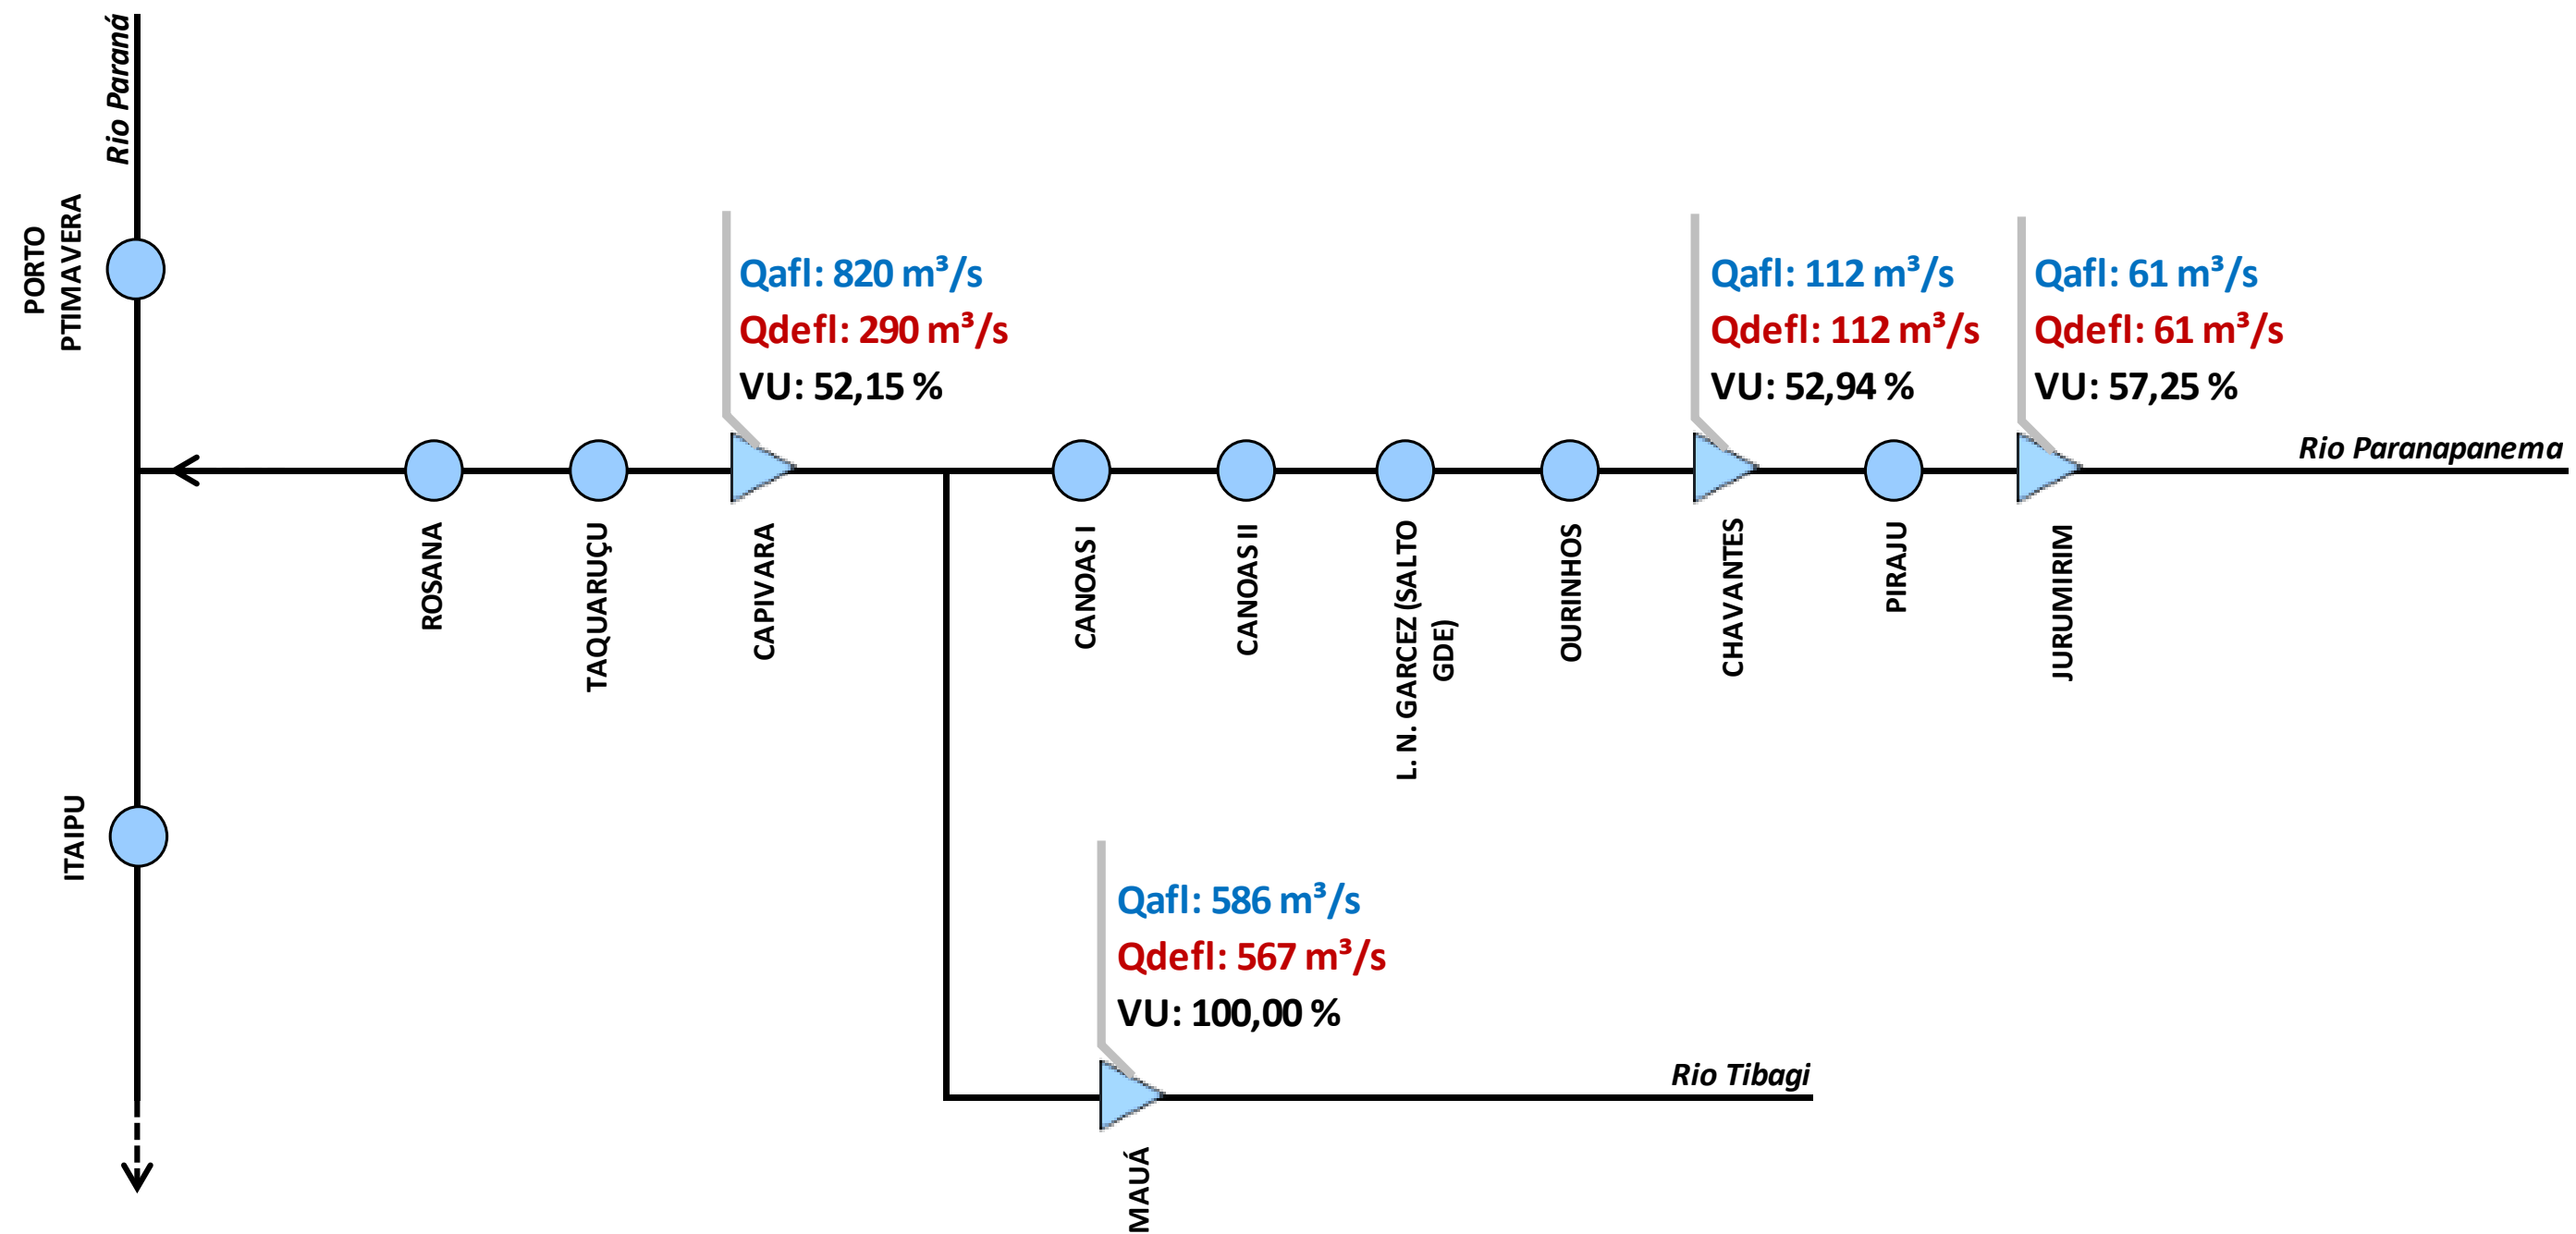 Rio Paraná
PORTO
PTIMAVERA
Qafl: 820 m³/s
Qdefl: 290 m³/s
VU: 52,15 %
Qafl: 112 m³/s
Qdefl: 112 m³/s
VU: 52,94 %
Qafl: 61 m³/s
Qdefl: 61 m³/s
VU: 57,25 %
Rio Paranapanema
ROSANA
TAQUARUÇU
CAPIVARA
CANOAS I
CANOAS II
L. N. GARCEZ (SALTO
GDE)
OURINHOS
CHAVANTES
PIRAJU
JURUMIRIM
ITAIPU
Qafl: 586 m³/s
Qdefl: 567 m³/s
VU: 100,00 %
Rio Tibagi
MAUÁ